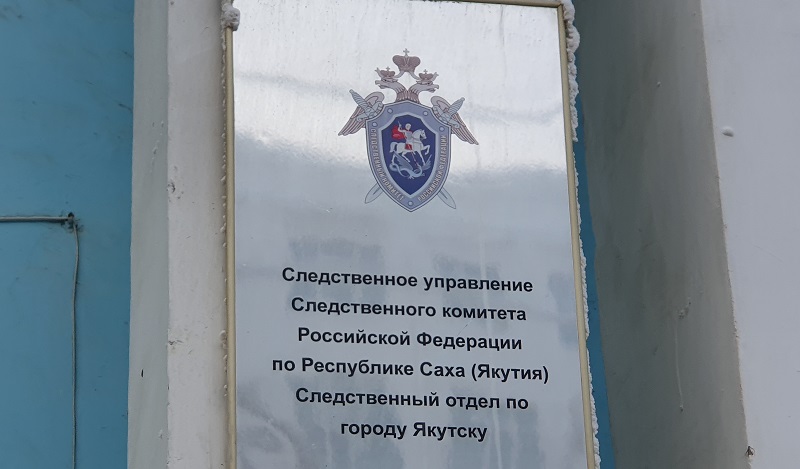 Следственное управление
Следственного комитета
Российской Федерации
по Республике Саха (Якутия)
Следственный отдел по
городу Якутску